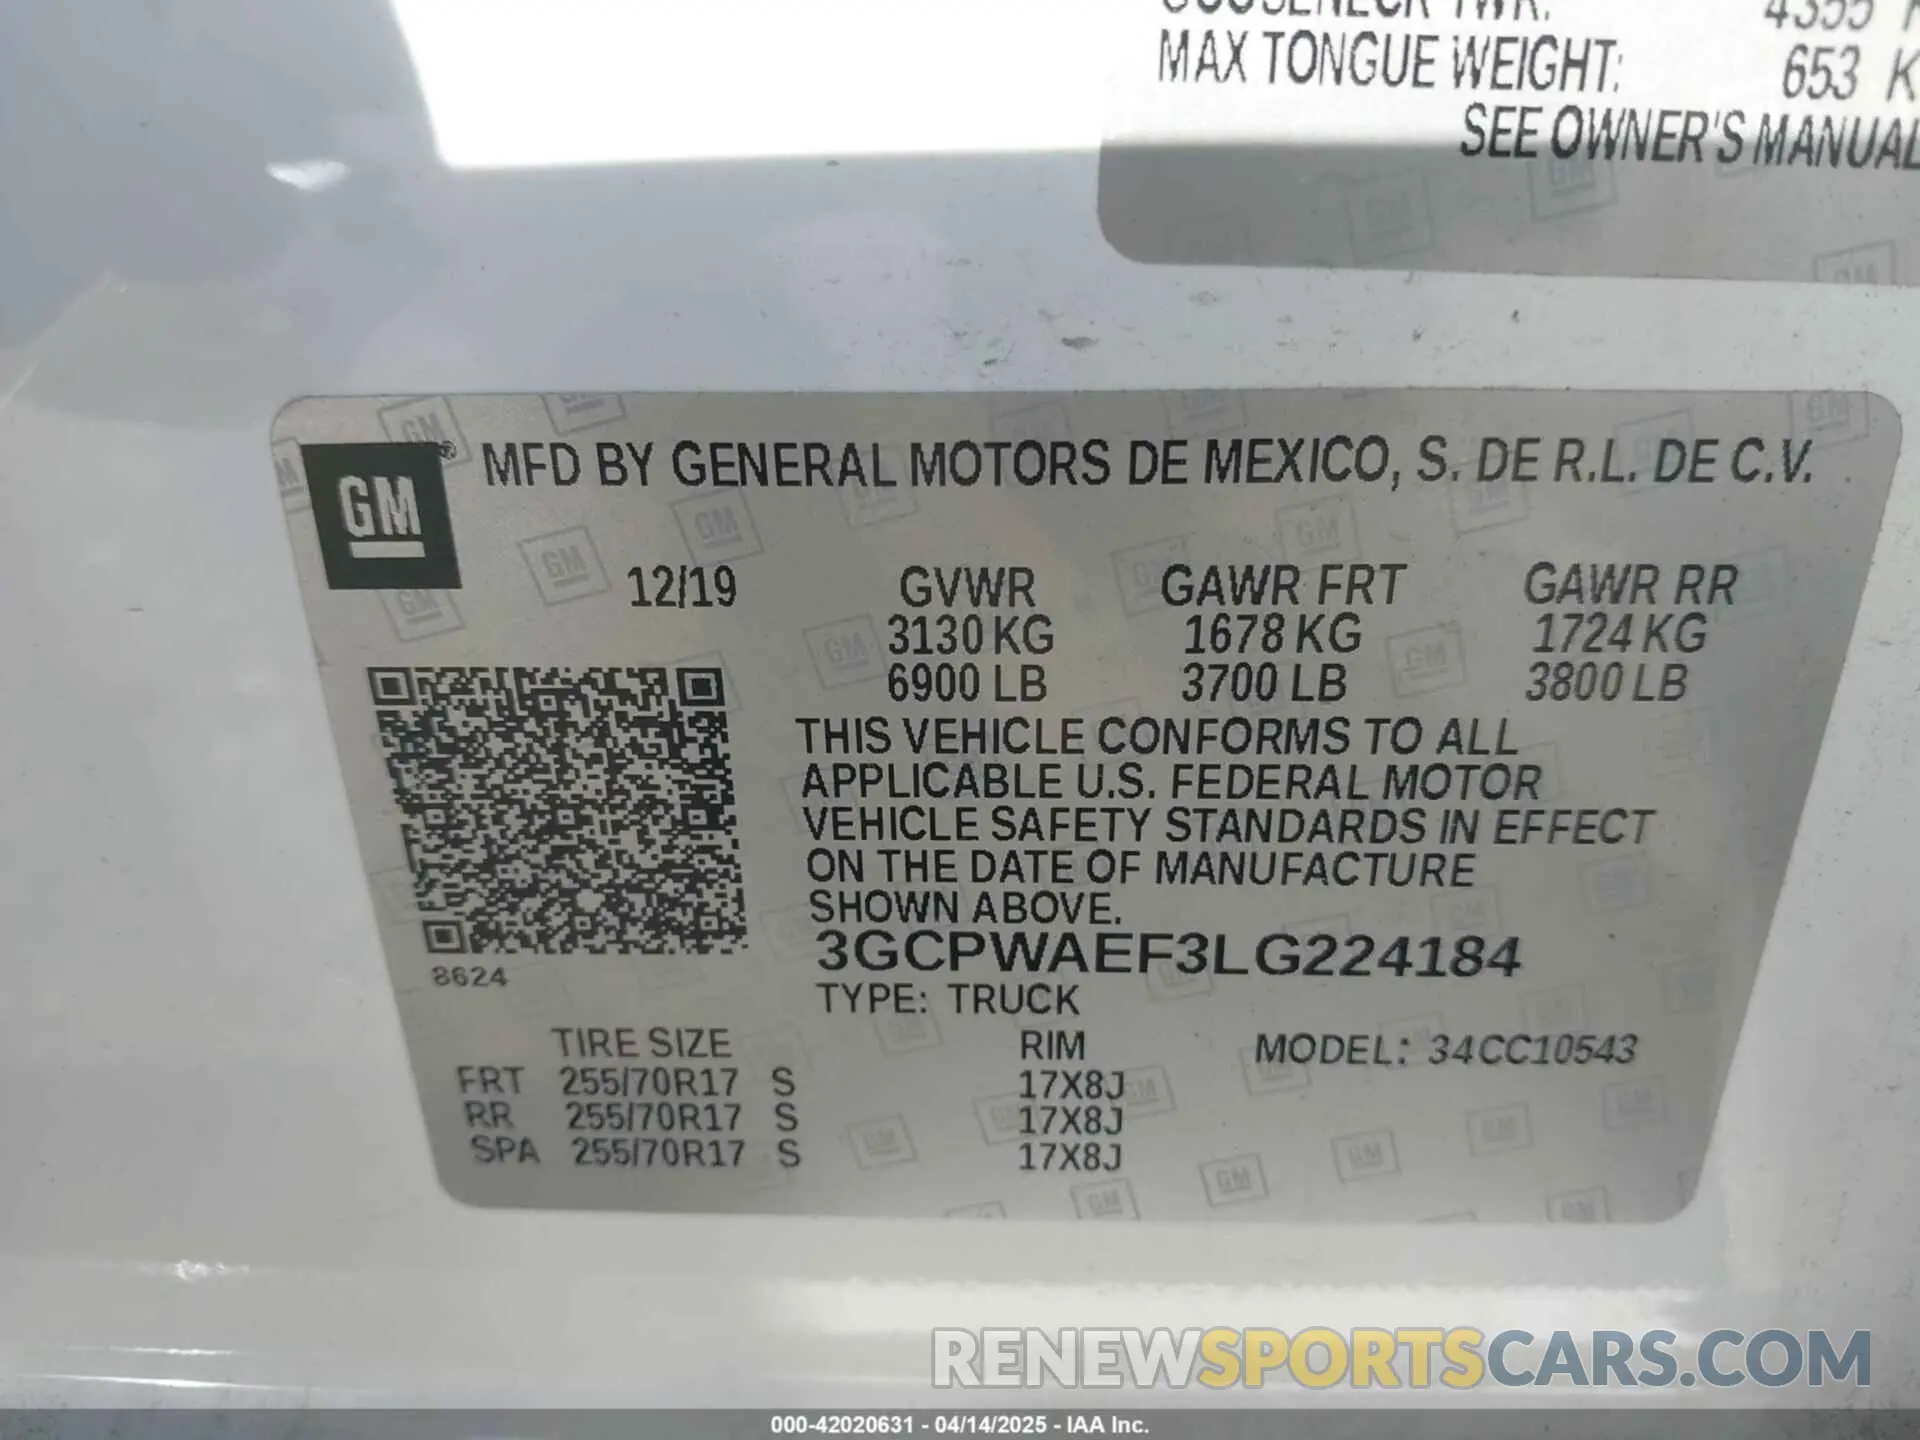 GOOSENECK TWR: 4355
MAX TONGUE WEIGHT: 653 K
SEE OWNER'S MANUAL
GM® MFD BY GENERAL MOTORS DE MEXICO, S. DE R.L. DE C.V.
12/19 GVWR GAWR FRT GAWR RR
3130 KG 1678 KG 1724 KG
6900 LB 3700 LB 3800 LB
THIS VEHICLE CONFORMS TO ALL
APPLICABLE U.S. FEDERAL MOTOR
VEHICLE SAFETY STANDARDS IN EFFECT
ON THE DATE OF MANUFACTURE
SHOWN ABOVE.
3GCPWAEF3LG224184
8624
TYPE: TRUCK
TIRE SIZE RIM MODEL: 34CC10543
FRT 255/70R17 S 17X8J
RR 255/70R17 S 17X8J
SPA 255/70R17 S 17X8J
RENEWSPORTSCARS.COM
000-42020631 - 04/14/2025 - IAA Inc.